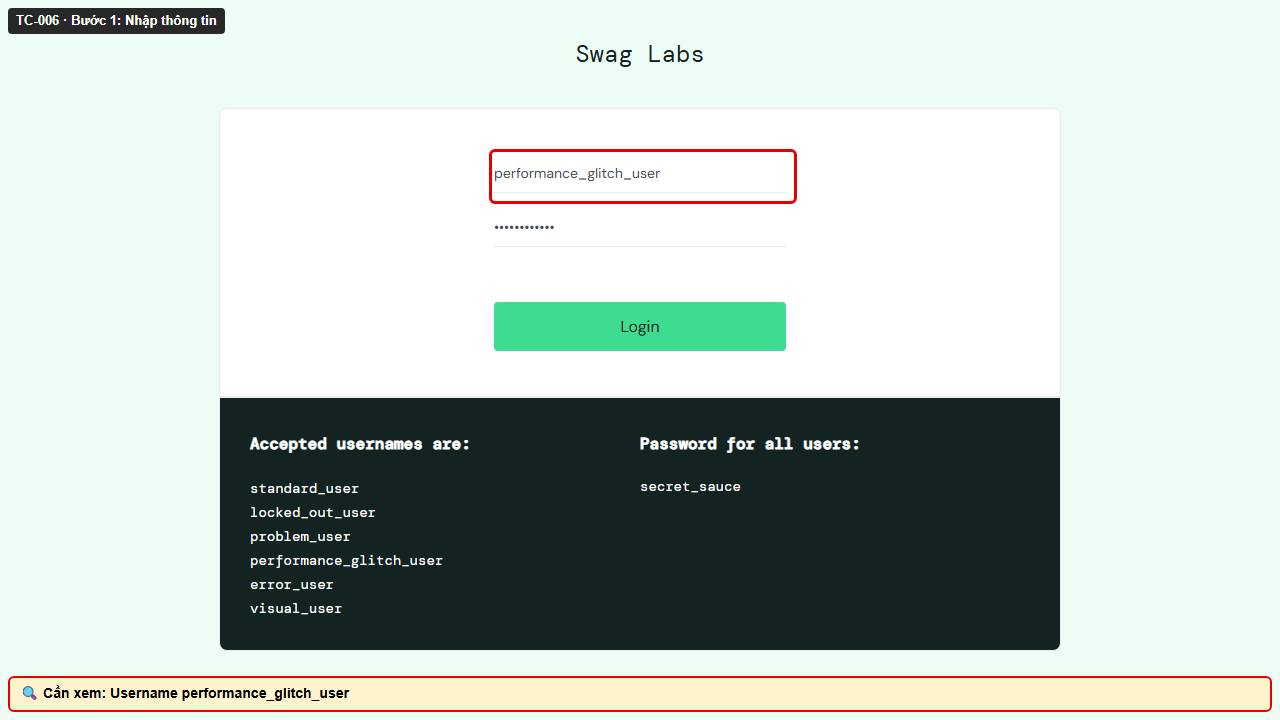 TC-006 · Bước 1: Nhập thông tin
Swag Labs
performance_glitch_user
••••••••••••
Login
Accepted usernames are:
standard_user
locked_out_user
problem_user
performance_glitch_user
error_user
visual_user
Password for all users:
secret_sauce
🔍 Cần xem: Username performance_glitch_user